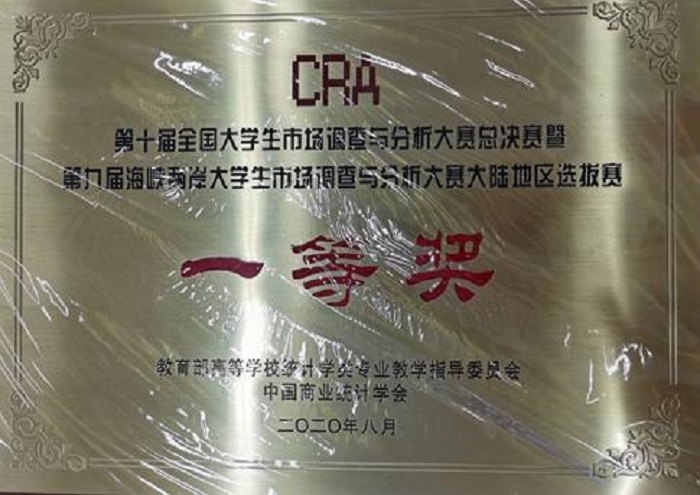 CRA
第十届全国大学生市场调查与分析大赛总决赛暨
第九届海峡两岸大学生市场调查与分析大赛大陆地区选拔赛
一等奖
教育部高等学校统计学类专业教学指导委员会
中国商业统计学会
二〇二〇年八月